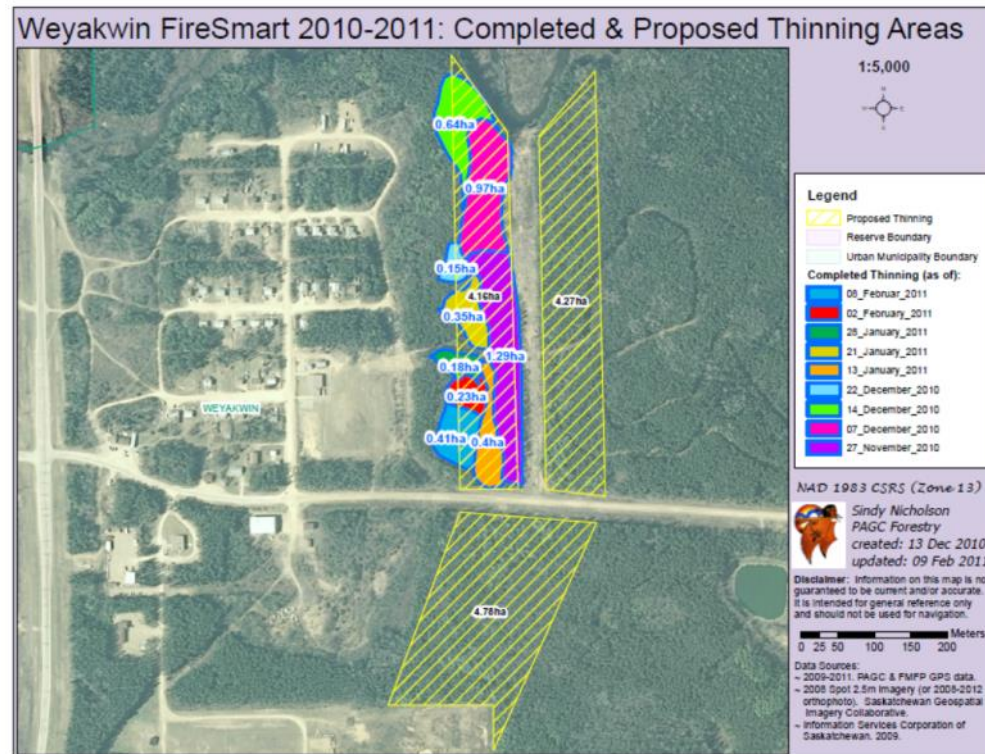 Weyakwin FireSmart 2010-2011: Completed & Proposed Thinning Areas
1:5,000
N
W
E
S
0.64ha
0.97ha
0.15ha
4.16ha
4.27ha
0.35ha
1.29ha
0.18ha
0.23ha
WEYAKWIN
0.41ha
0.4ha
4.78ha
Legend
Proposed Thinning
Reserve Boundary
Urban Municipality Boundary
Completed Thinning (as of):
08_Februar_2011
02_February_2011
28_January_2011
21_January_2011
13_January_2011
22_December_2010
14_December_2010
07_December_2010
27_November_2010
NAD 1983 CSRS (Zone 13)
Sindy Nicholson
PAGC Forestry
created: 13 Dec 2010
updated: 09 Feb 2011
Disclaimer: Information on this map is no
guaranteed to be current and/or accurate.
It is intended for general reference only
and should not be used for navigation.
Meters
0 25 50 100 150 200
Data Sources:
~ 2009-2011. PAGC & FMFP GPS data.
~ 2008 Spot 2.5m Imagery (or 2008-2012
orthophoto). Saskatchewan Geospatial
Imagery Collaborative.
~ Information Services Corporation of
Saskatchewan. 2009.